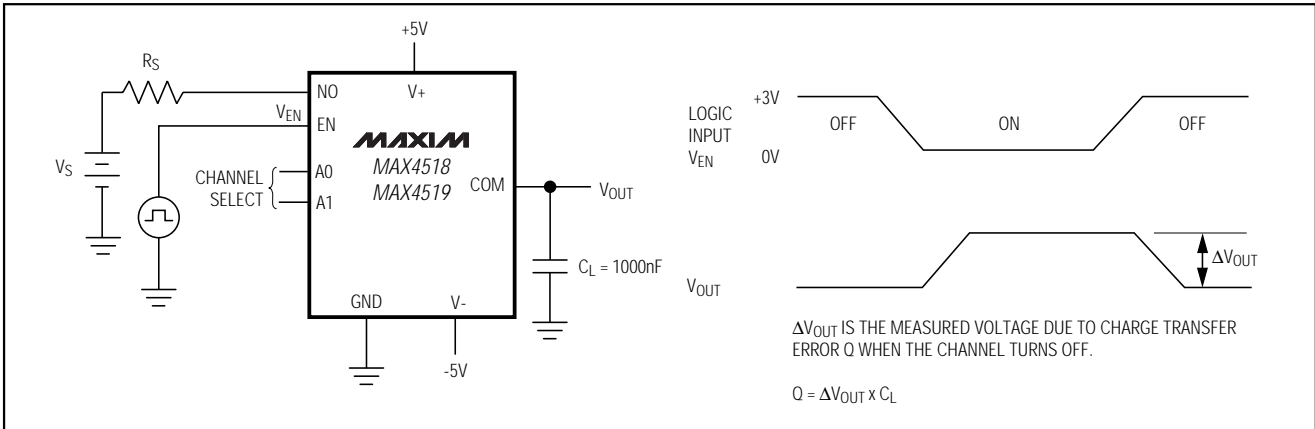 +5V
RS
NO
V+
VEN
EN
MAXIM
MAX4518
MAX4519
VS
CHANNEL
SELECT
A0
A1
COM
VOUT
CL = 1000nF
GND
V-
-5V
LOGIC
INPUT
VEN
+3V
0V
OFF
ON
OFF
VOUT
ΔVOUT
ΔVOUT IS THE MEASURED VOLTAGE DUE TO CHARGE TRANSFER
ERROR Q WHEN THE CHANNEL TURNS OFF.
Q = ΔVOUT x CL